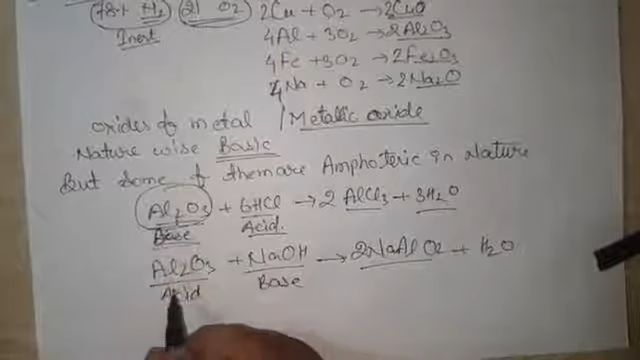 78% N2 21% O2
Inert
2Cu + O2 → 2CuO
4Al + 3O2 → 2Al2O3
4Fe + 3O2 → 2Fe2O3
4Na + O2 → 2Na2O
oxides of metal / Metallic oxide
Nature wise Basic
But Some of them are Amphoteric in Nature
Al2O3 + 6HCl → 2 AlCl3 + 3H2O
Base Acid.
Al2O3 + NaOH → 2NaAlO2 + H2O
Acid Base